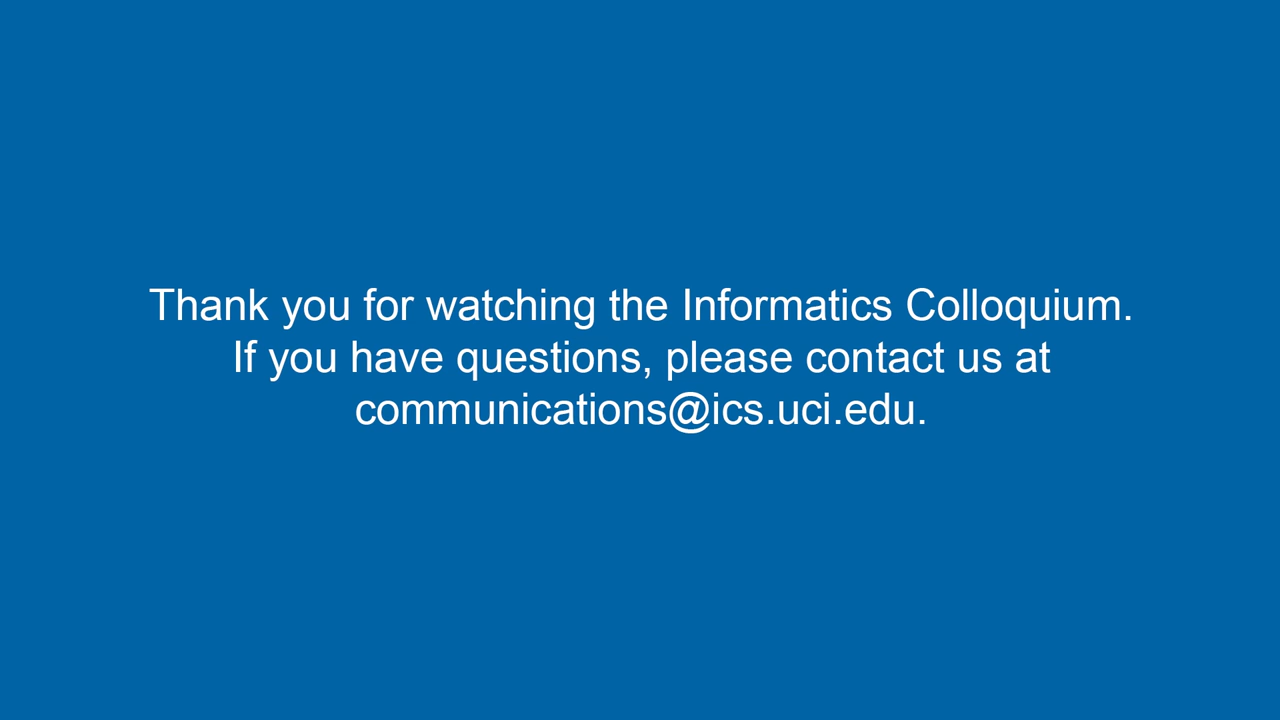 Thank you for watching the Informatics Colloquium.
If you have questions, please contact us at
communications@ics.uci.edu.